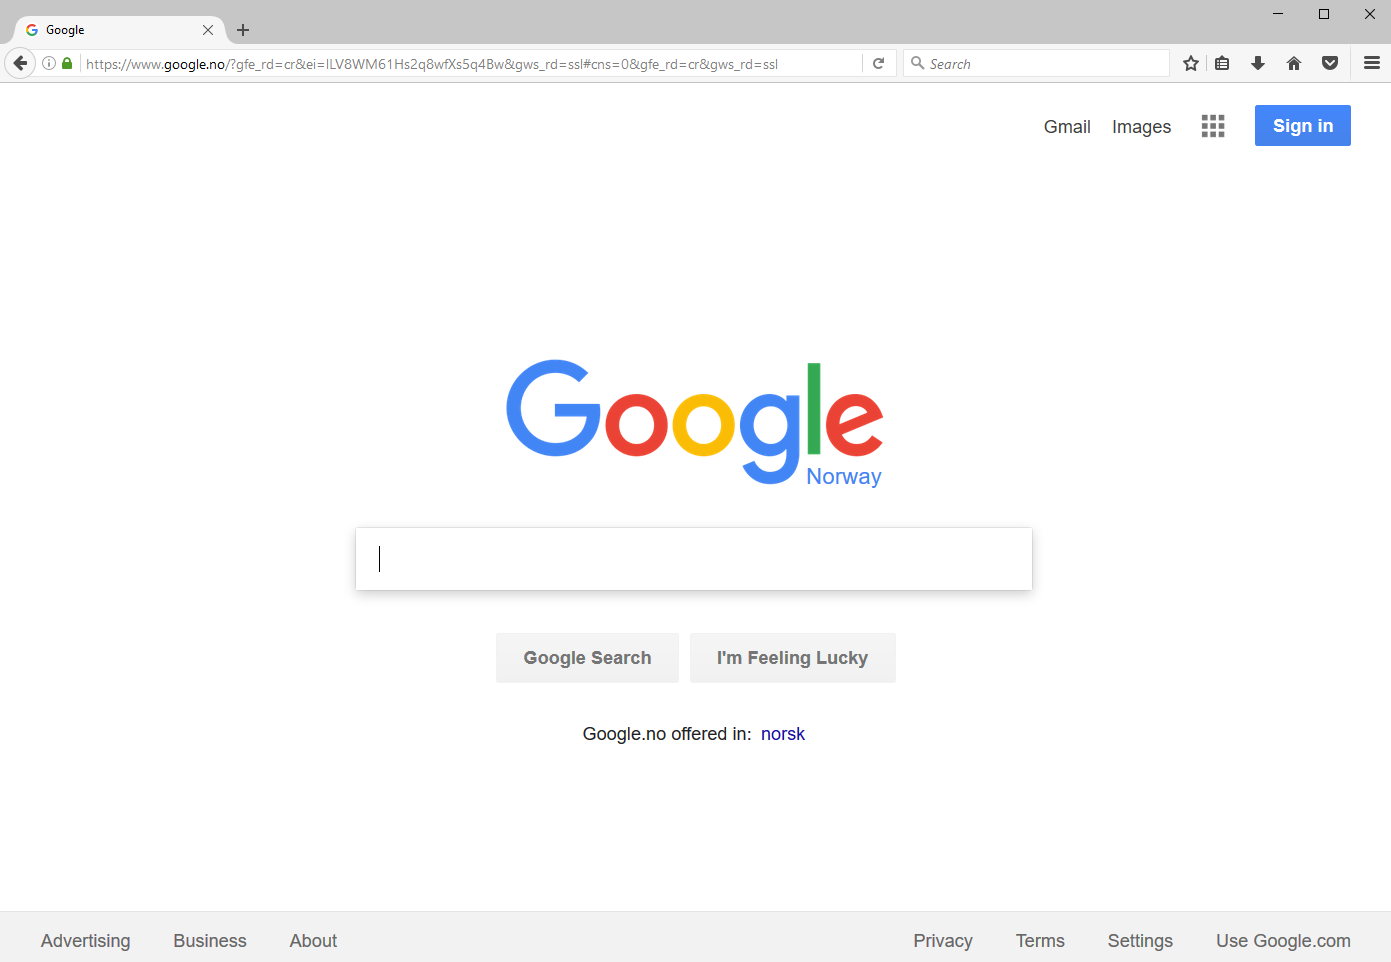 Google
https://www.google.no/?gfe_rd=cr&ei=ILV8WM61Hs2q8wfXs5q4Bw&gws_rd=ssl#cns=0&gfe_rd=cr&gws_rd=ssl
Search
Gmail Images Sign in
Google
Norway
Google Search I'm Feeling Lucky
Google.no offered in: norsk
Advertising Business About Privacy Terms Settings Use Google.com